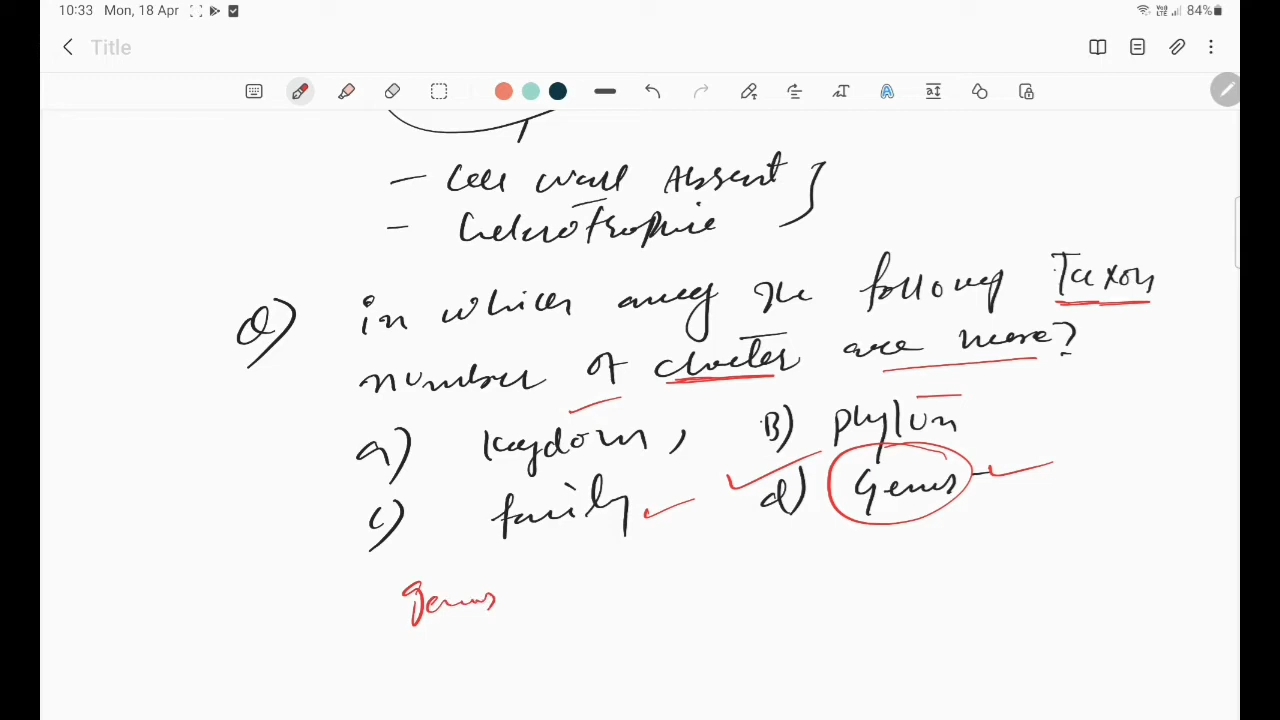 10:33 Mon, 18 Apr 84%
Title
- Cell wall Absent
- heterotrophic
Q) in which among the following Taxon
number of cluster are more?
a) kingdom, B) phylum
c) family d) Genus
genus